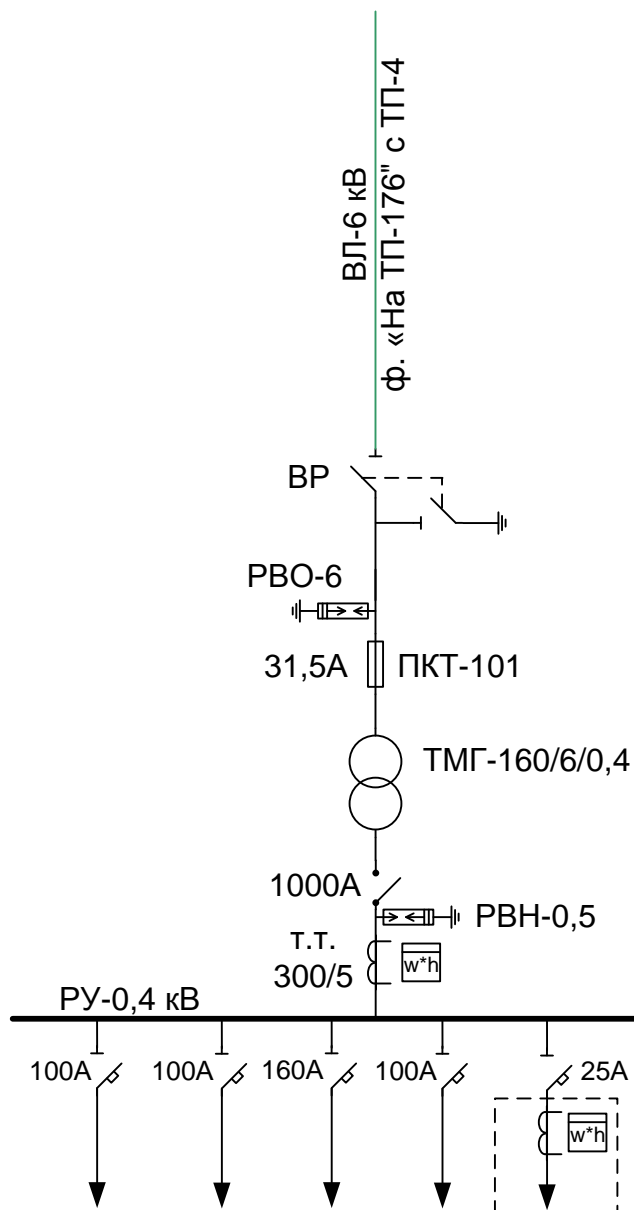 ВЛ-6 кВ
ф. «На ТП-176" с ТП-4
ВР
РВО-6
31,5А
ПКТ-101
ТМГ-160/6/0,4
1000А
РВН-0,5
т.т.
300/5
w*h
РУ-0,4 кВ
100А
100А
160А
100А
25А
w*h